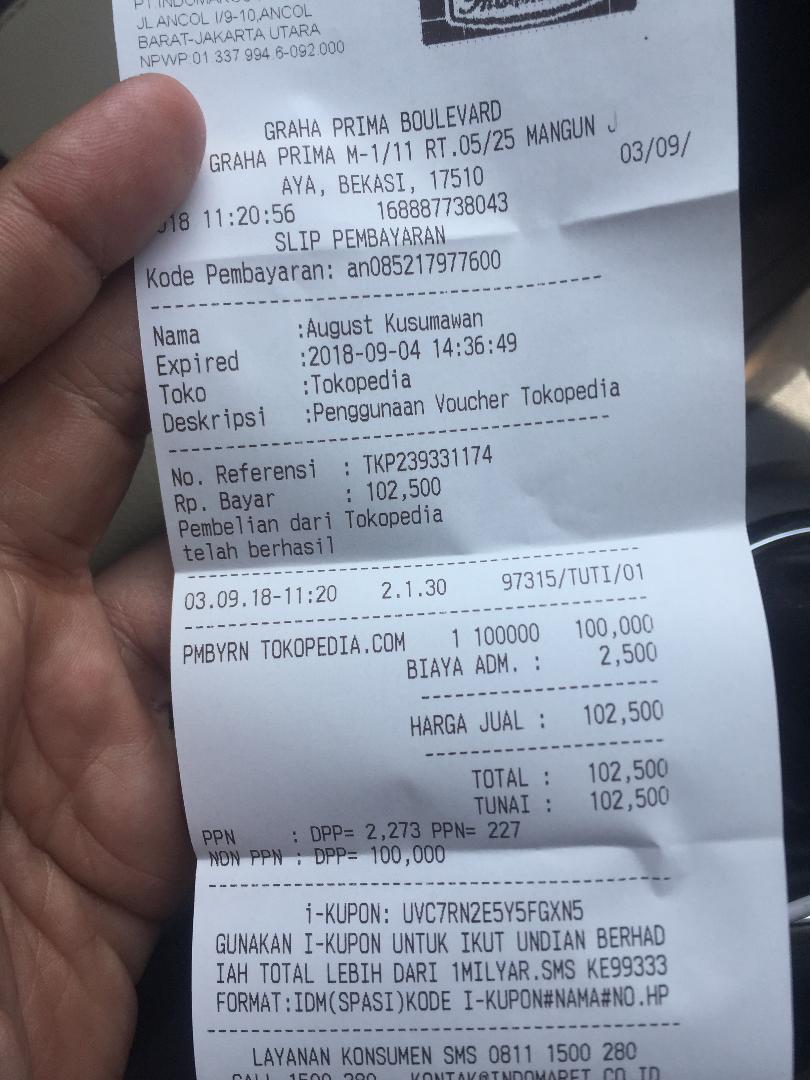 JL.ANCOL I/9-10,ANCOL
BARAT-JAKARTA UTARA
NPWP:01.337.994.6-092.000
GRAHA PRIMA BOULEVARD
GRAHA PRIMA M-1/11 RT.05/25 MANGUN J
03/09/
AYA, BEKASI, 17510
018 11:20:56 168887738043
SLIP PEMBAYARAN
Kode Pembayaran: an085217977600
Nama :August Kusumawan
Expired :2018-09-04 14:36:49
Toko :Tokopedia
Deskripsi :Penggunaan Voucher Tokopedia
No. Referensi : TKP239331174
Rp. Bayar : 102,500
Pembelian dari Tokopedia
telah berhasil
03.09.18-11:20 2.1.30 97315/TUTI/01
PMBYRN TOKOPEDIA.COM 1 100000 100,000
BIAYA ADM. : 2,500
HARGA JUAL : 102,500
TOTAL : 102,500
TUNAI : 102,500
PPN : DPP= 2,273 PPN= 227
NON PPN : DPP= 100,000
i-KUPON: UVC7RN2E5Y5FGXN5
GUNAKAN I-KUPON UNTUK IKUT UNDIAN BERHAD
IAH TOTAL LEBIH DARI 1MILYAR.SMS KE99333
FORMAT:IDM(SPASI)KODE I-KUPON#NAMA#NO.HP
LAYANAN KONSUMEN SMS 0811 1500 280
CALL 1500 280 KONTAK@INDOMARET.CO.ID